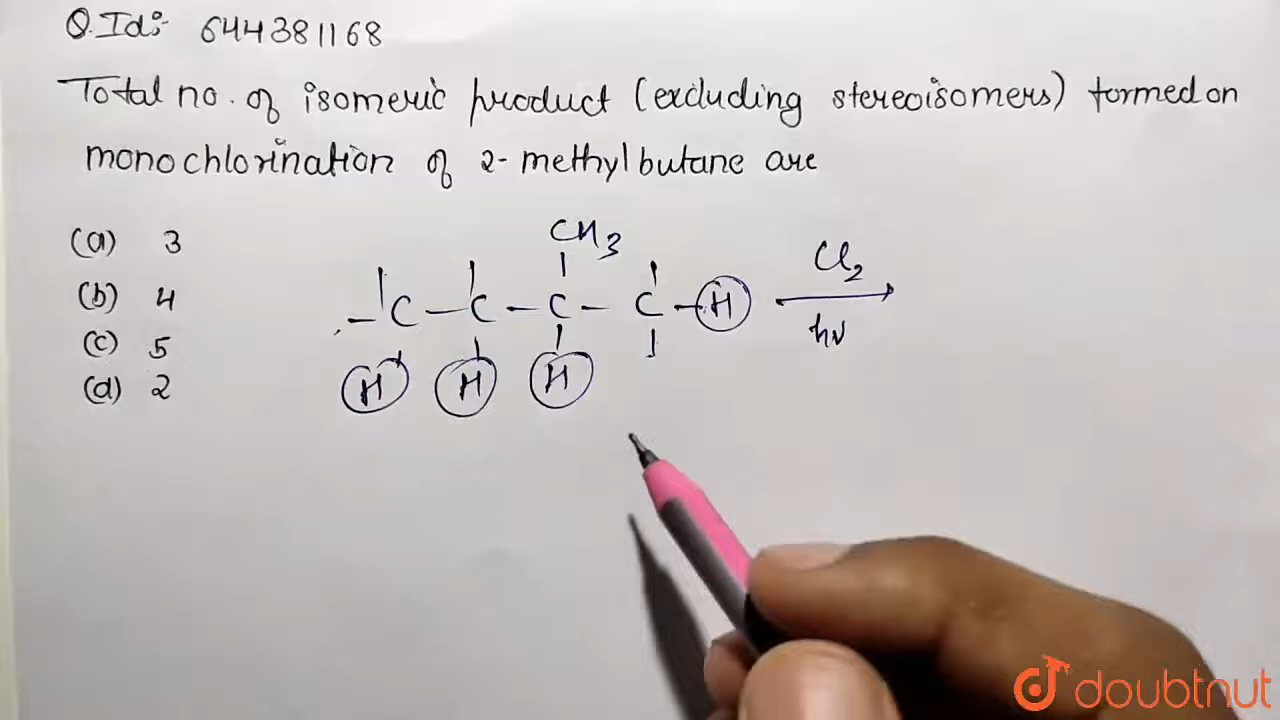 Q.Id:- 644381168
Total no. of isomeric product (excluding stereoisomers) formed on
monochlorination of 2-methylbutane are
(a) 3
(b) 4
(c) 5
(d) 2
CH3
C - C - C - C - H
H H H
Cl2
hν
doubtnut